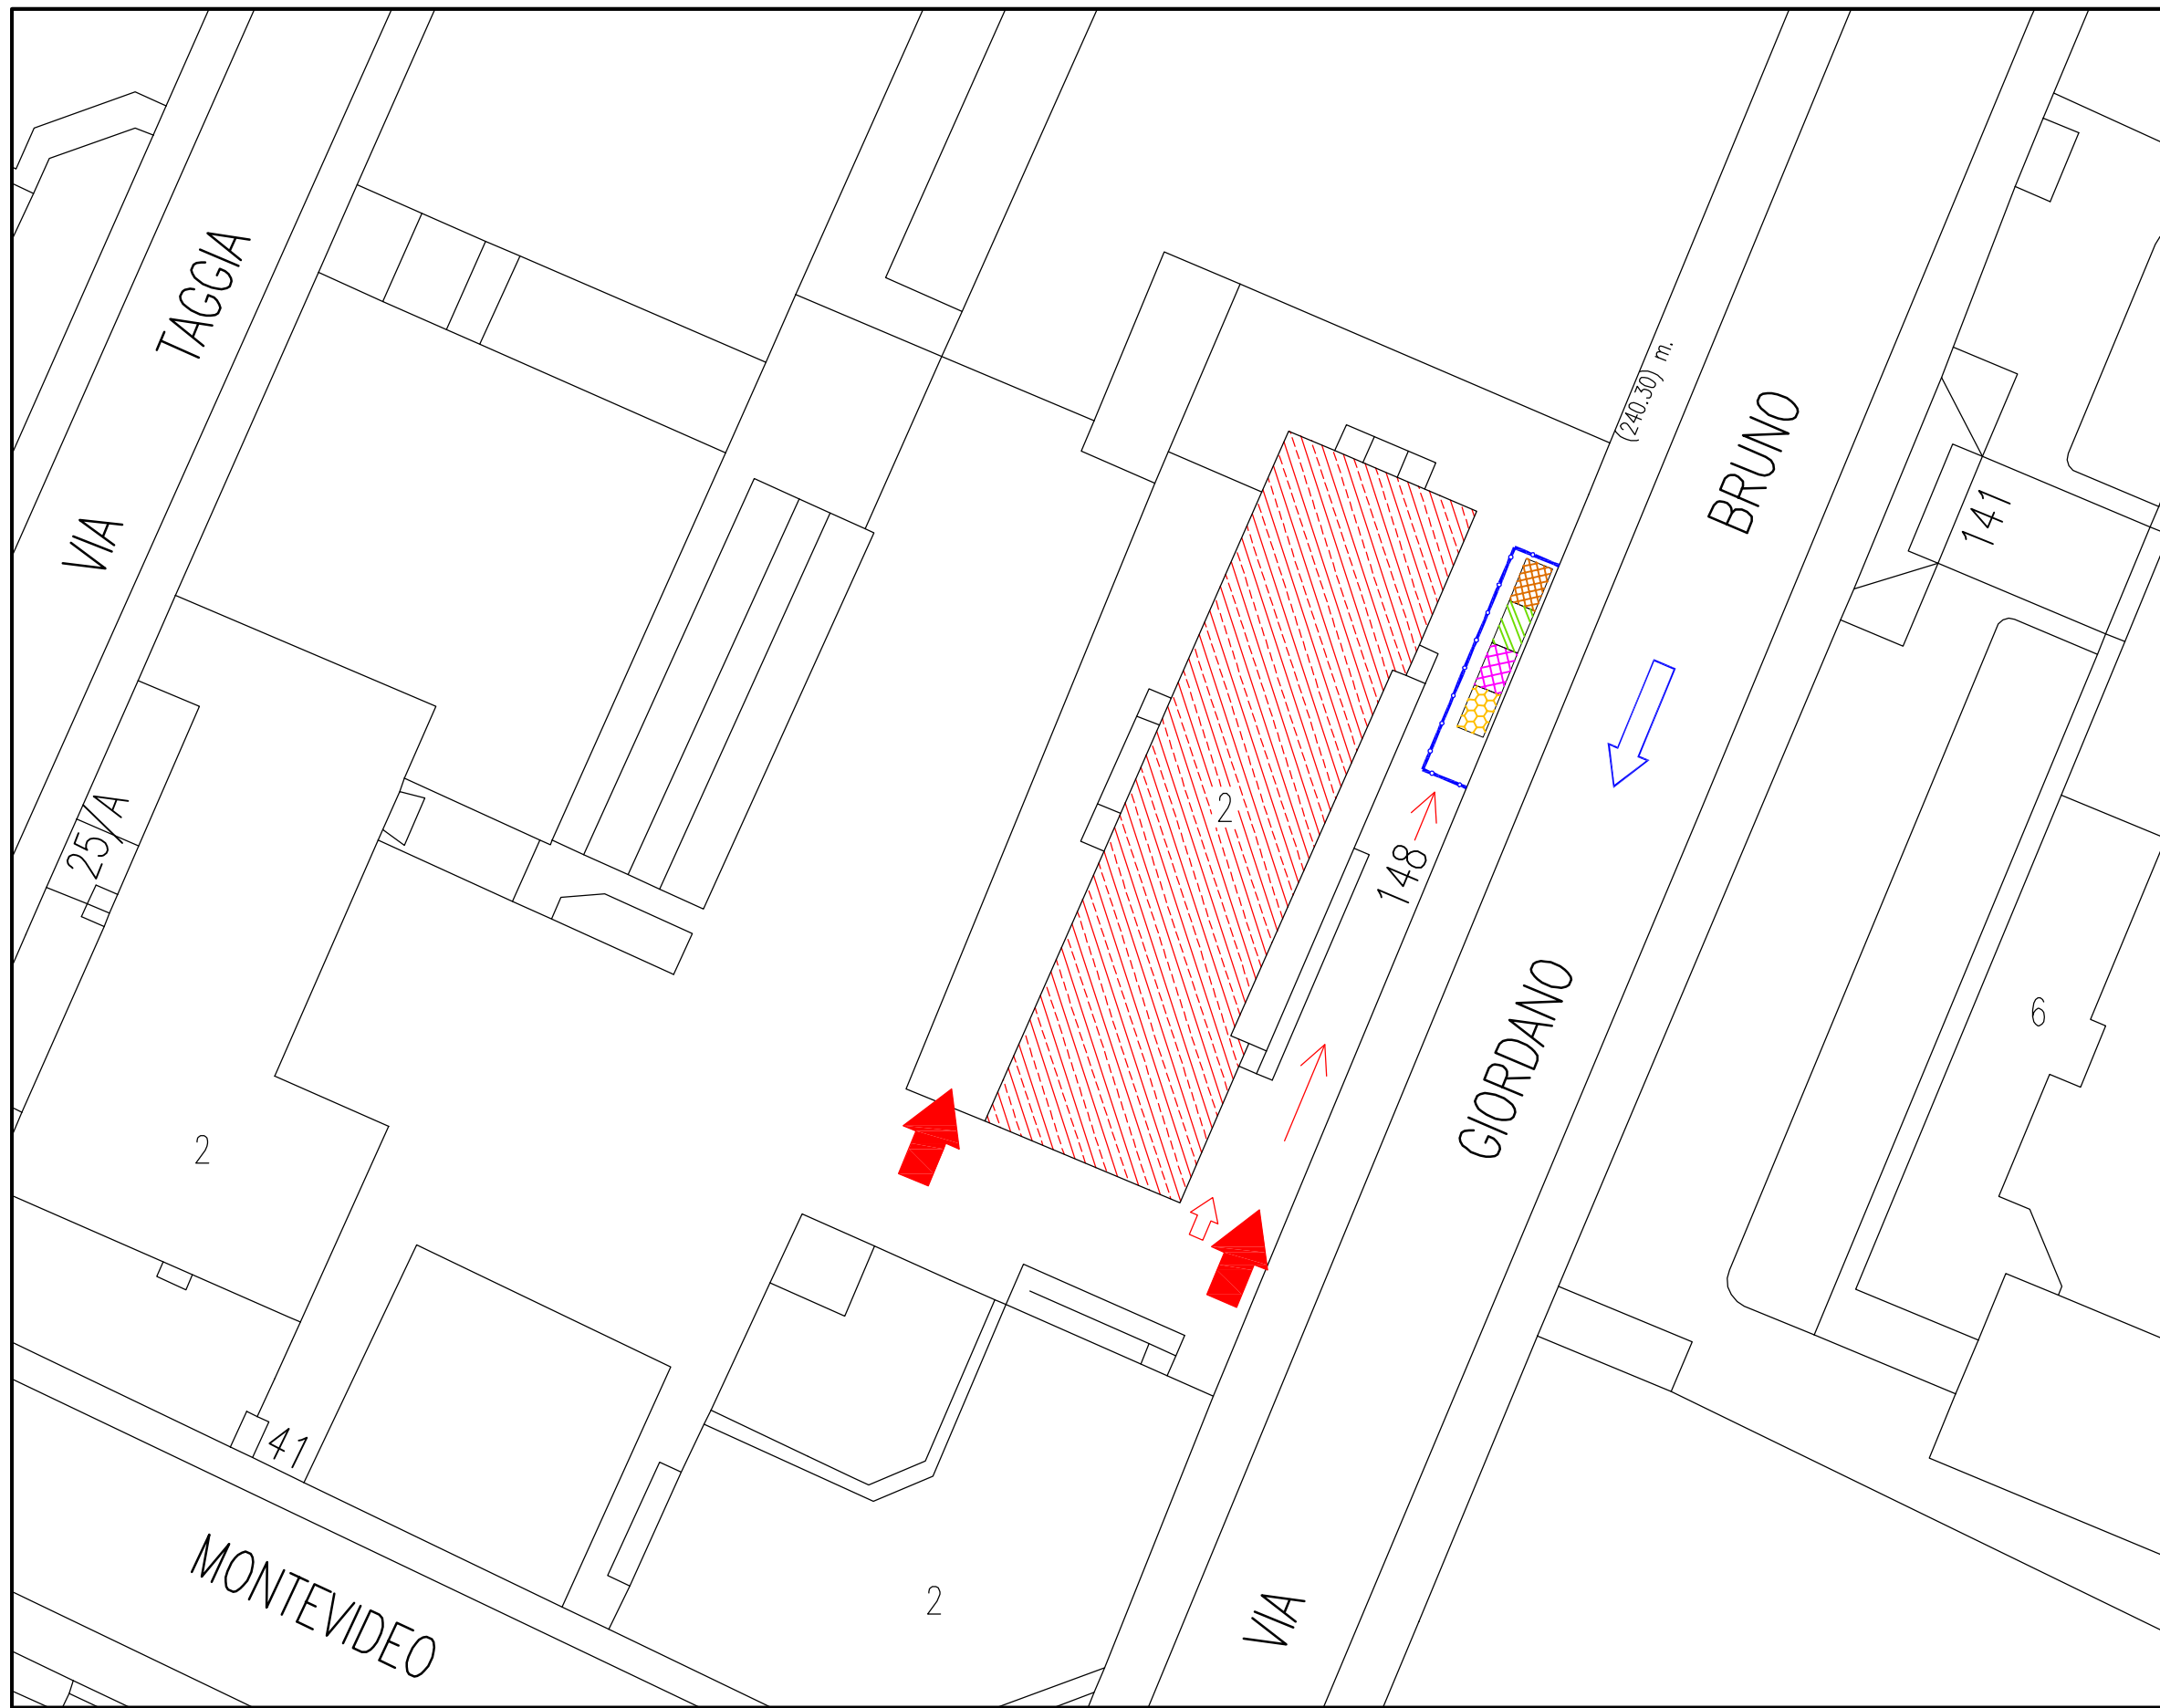 VIA TAGGIA
(240.30) m.
VIA GIORDANO BRUNO
141
2
148
25/A
6
2
41
MONTEVIDEO
2